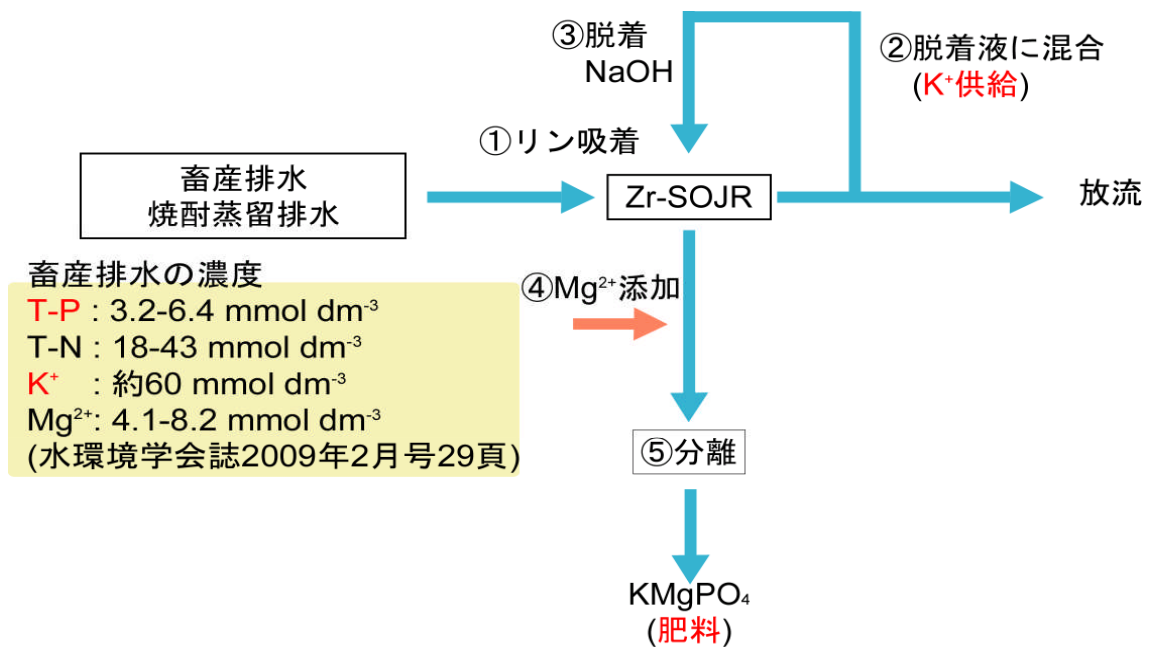 ③脱着
NaOH
②脱着液に混合
(K⁺供給)
①リン吸着
畜産排水
焼酎蒸留排水
Zr-SOJR
放流
畜産排水の濃度
T-P : 3.2-6.4 mmol dm⁻³
T-N : 18-43 mmol dm⁻³
K⁺ : 約60 mmol dm⁻³
Mg²⁺: 4.1-8.2 mmol dm⁻³
(水環境学会誌2009年2月号29頁)
④Mg²⁺添加
⑤分離
KMgPO₄
(肥料)